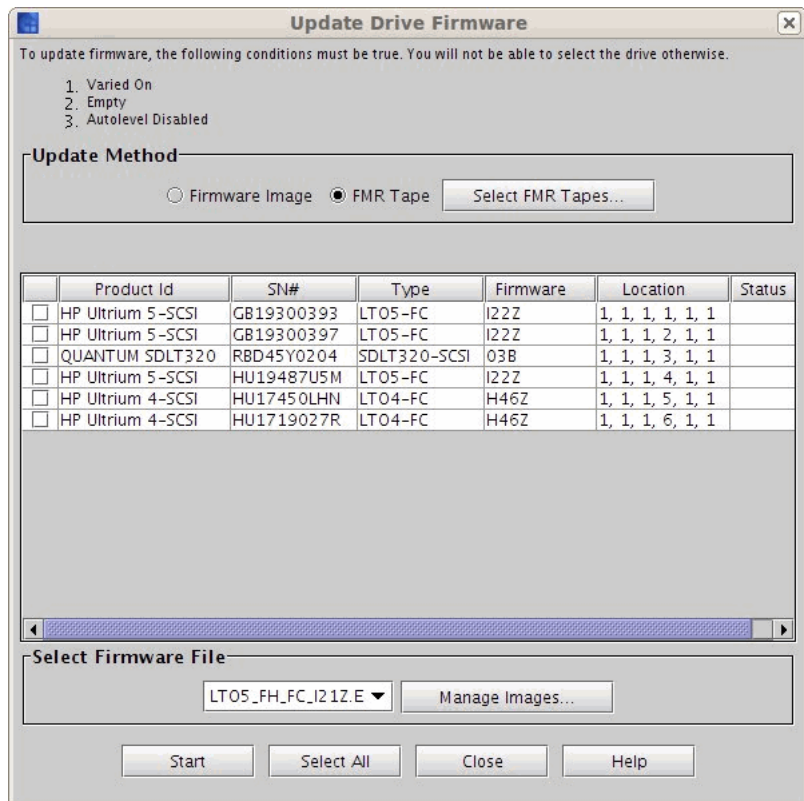 Update Drive Firmware
To update firmware, the following conditions must be true. You will not be able to select the drive otherwise.
1. Varied On
2. Empty
3. Autolevel Disabled
Update Method
Firmware Image FMR Tape Select FMR Tapes...
Product Id SN# Type Firmware Location Status
HP Ultrium 5-SCSI GB19300393 LTO5-FC I22Z 1, 1, 1, 1, 1, 1
HP Ultrium 5-SCSI GB19300397 LTO5-FC I22Z 1, 1, 1, 2, 1, 1
QUANTUM SDLT320 RBD45Y0204 SDLT320-SCSI 03B 1, 1, 1, 3, 1, 1
HP Ultrium 5-SCSI HU19487U5M LTO5-FC I22Z 1, 1, 1, 4, 1, 1
HP Ultrium 4-SCSI HU17450LHN LTO4-FC H46Z 1, 1, 1, 5, 1, 1
HP Ultrium 4-SCSI HU1719027R LTO4-FC H46Z 1, 1, 1, 6, 1, 1
Select Firmware File
LTO5_FH_FC_I21Z.E Manage Images...
Start Select All Close Help